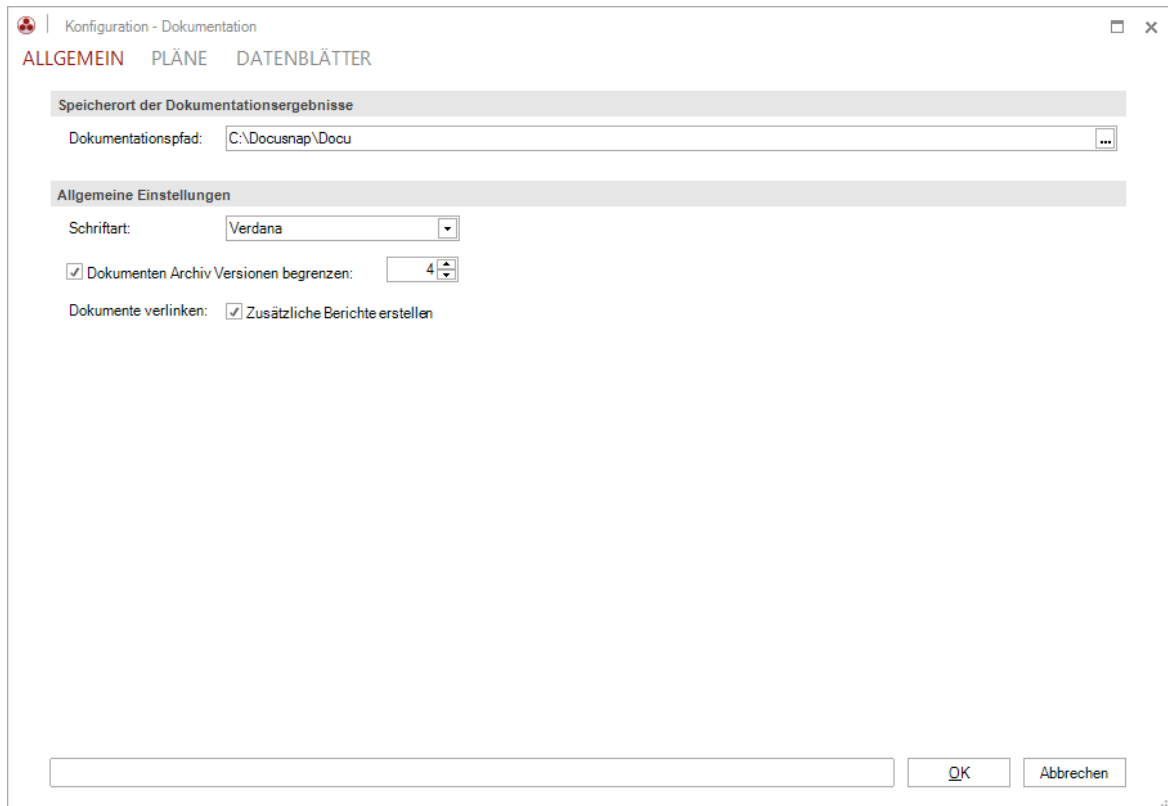 Konfiguration - Dokumentation
ALLGEMEIN PLÄNE DATENBLÄTTER
Speicherort der Dokumentationsergebnisse
Dokumentationspfad: C:\Docusnap\Docu ...
Allgemeine Einstellungen
Schriftart: Verdana
Dokumenten Archiv Versionen begrenzen: 4
Dokumente verlinken: Zusätzliche Berichte erstellen
OK Abbrechen